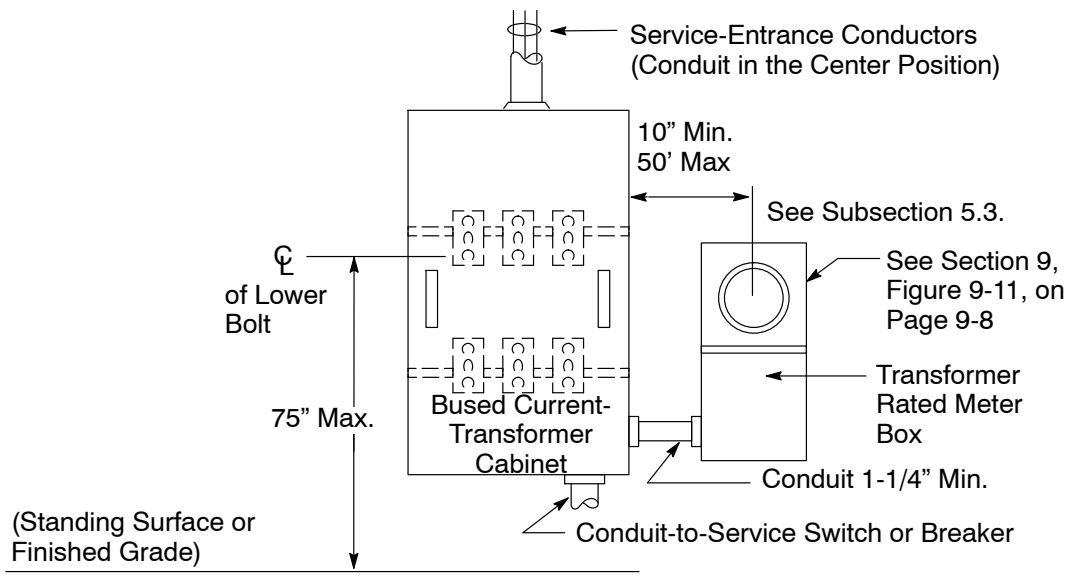 Service-Entrance Conductors
(Conduit in the Center Position)
10” Min.
50’ Max
See Subsection 5.3.
℄
of Lower
Bolt
See Section 9,
Figure 9-11, on
Page 9-8
Transformer
Rated Meter
Box
75” Max.
Bused Current-
Transformer
Cabinet
Conduit 1-1/4” Min.
(Standing Surface or
Finished Grade)
Conduit-to-Service Switch or Breaker